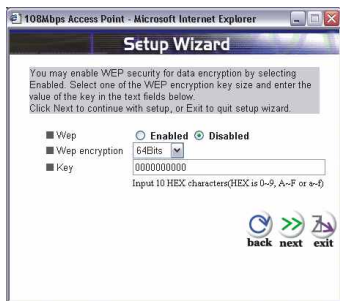 108Mbps Access Point - Microsoft Internet Explorer
Setup Wizard
You may enable WEP security for data encryption by selecting
Enabled. Select one of the WEP encryption key size and enter the
value of the key in the text fields below.
Click Next to continue with setup, or Exit to quit setup wizard.
Wep Enabled Disabled
Wep encryption 64Bits
Key 0000000000
Input 10 HEX characters(HEX is 0~9, A~F or a~f)
back next exit